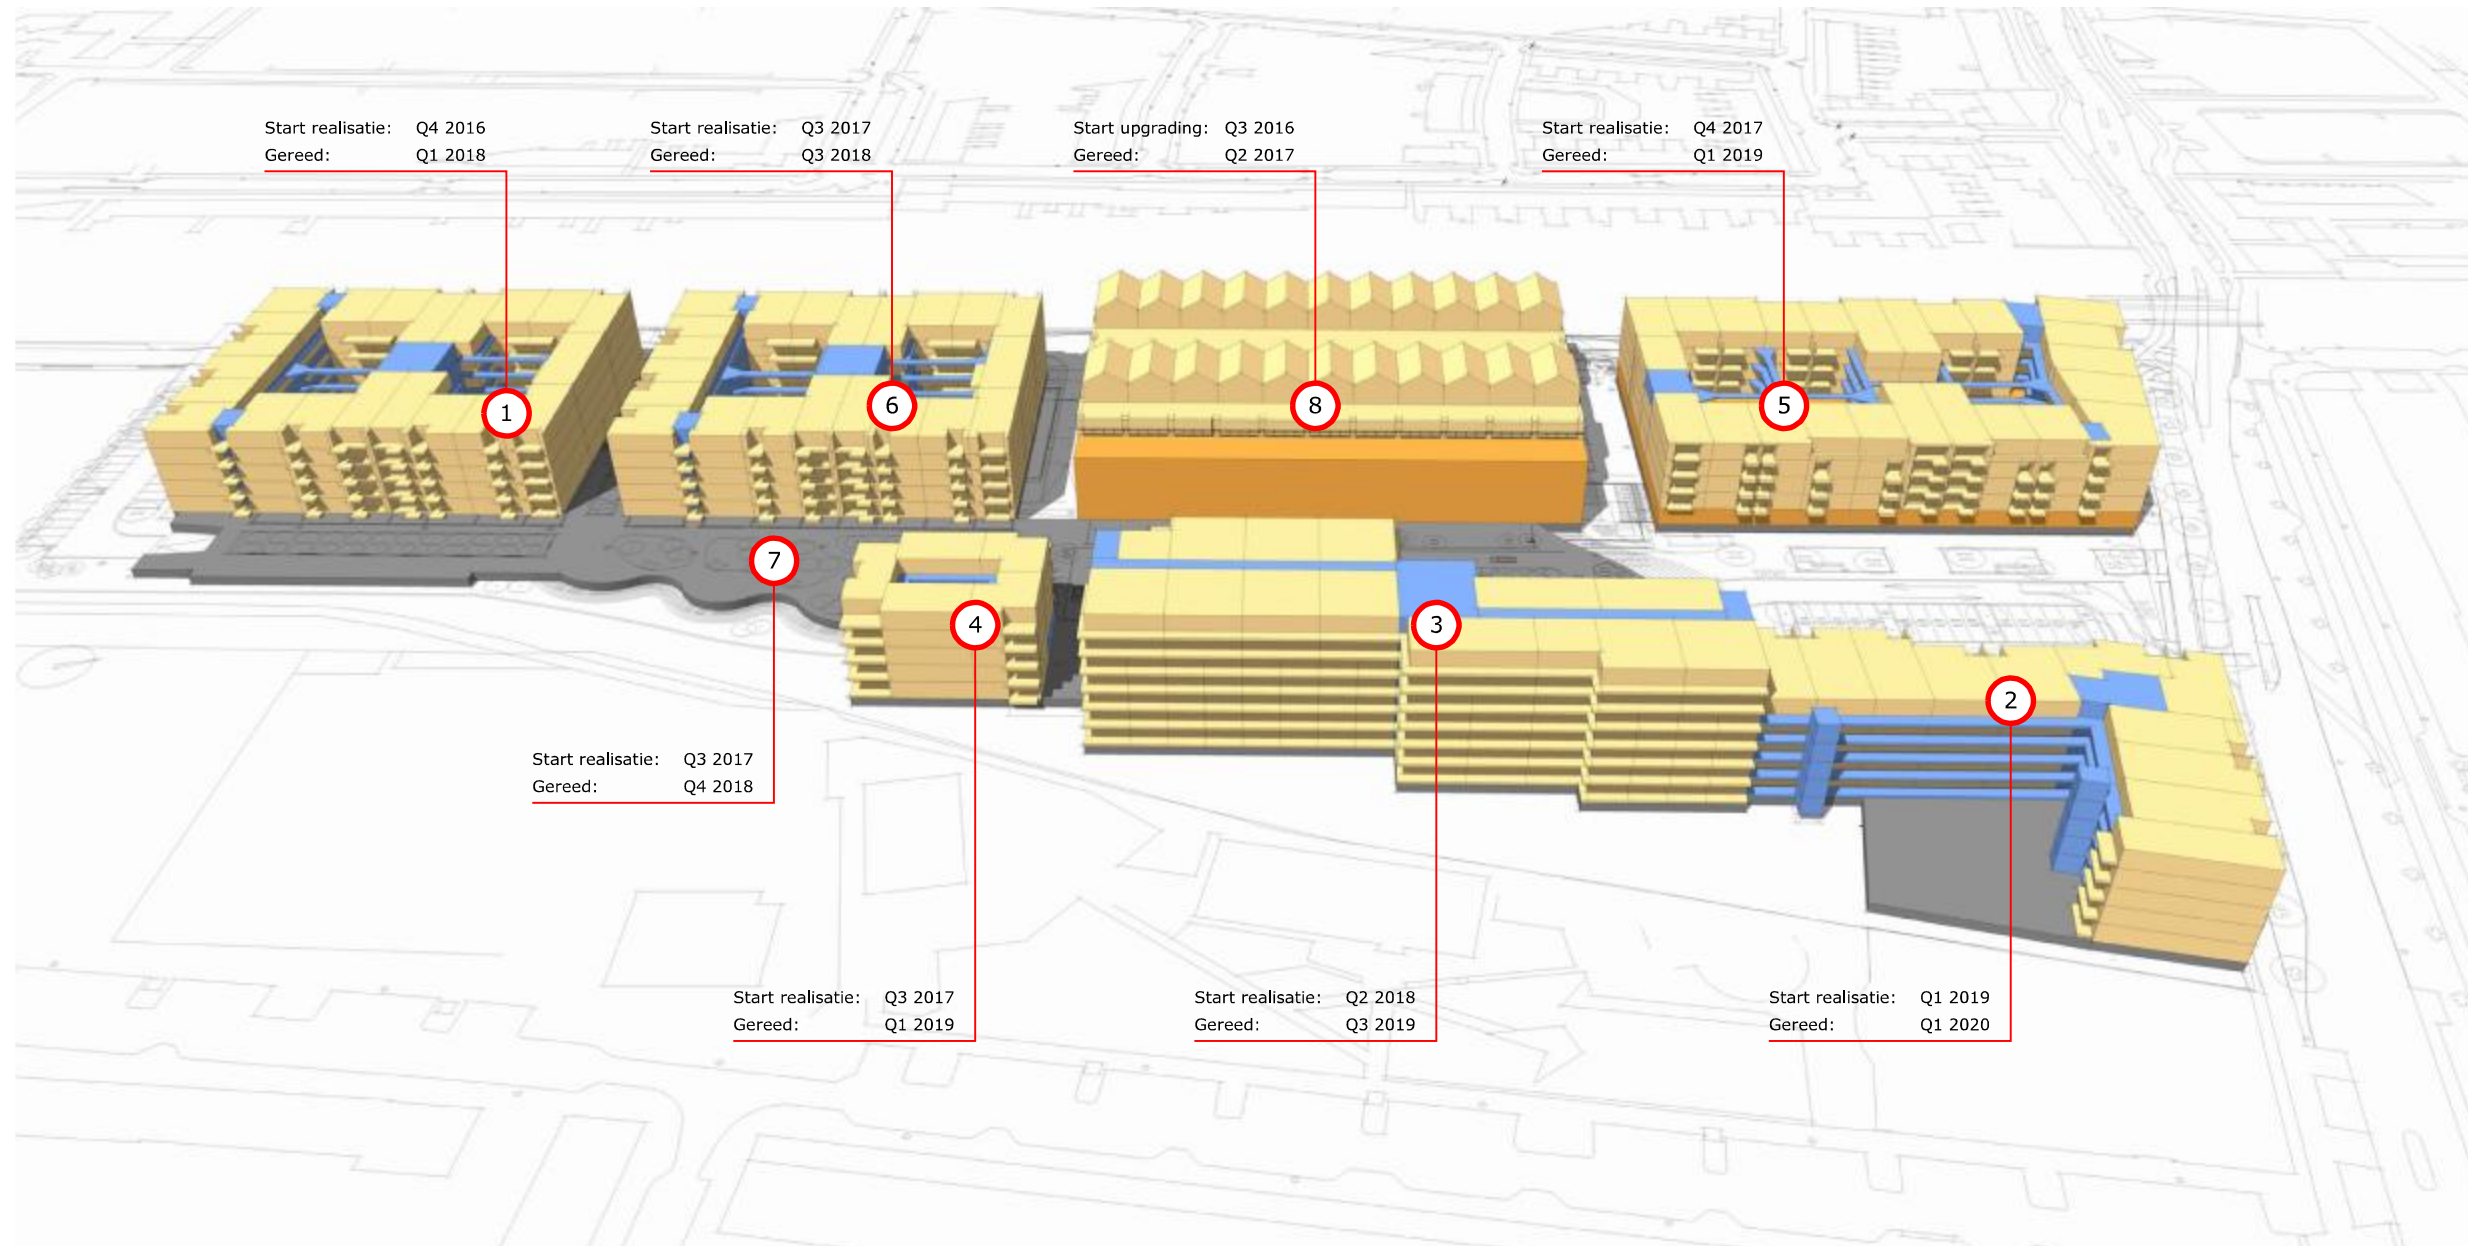 Start realisatie: Q4 2016
Gereed: Q1 2018
Start realisatie: Q3 2017
Gereed: Q3 2018
Start upgrading: Q3 2016
Gereed: Q2 2017
Start realisatie: Q4 2017
Gereed: Q1 2019
1
6
8
5
7
4
3
2
Start realisatie: Q3 2017
Gereed: Q4 2018
Start realisatie: Q3 2017
Gereed: Q1 2019
Start realisatie: Q2 2018
Gereed: Q3 2019
Start realisatie: Q1 2019
Gereed: Q1 2020